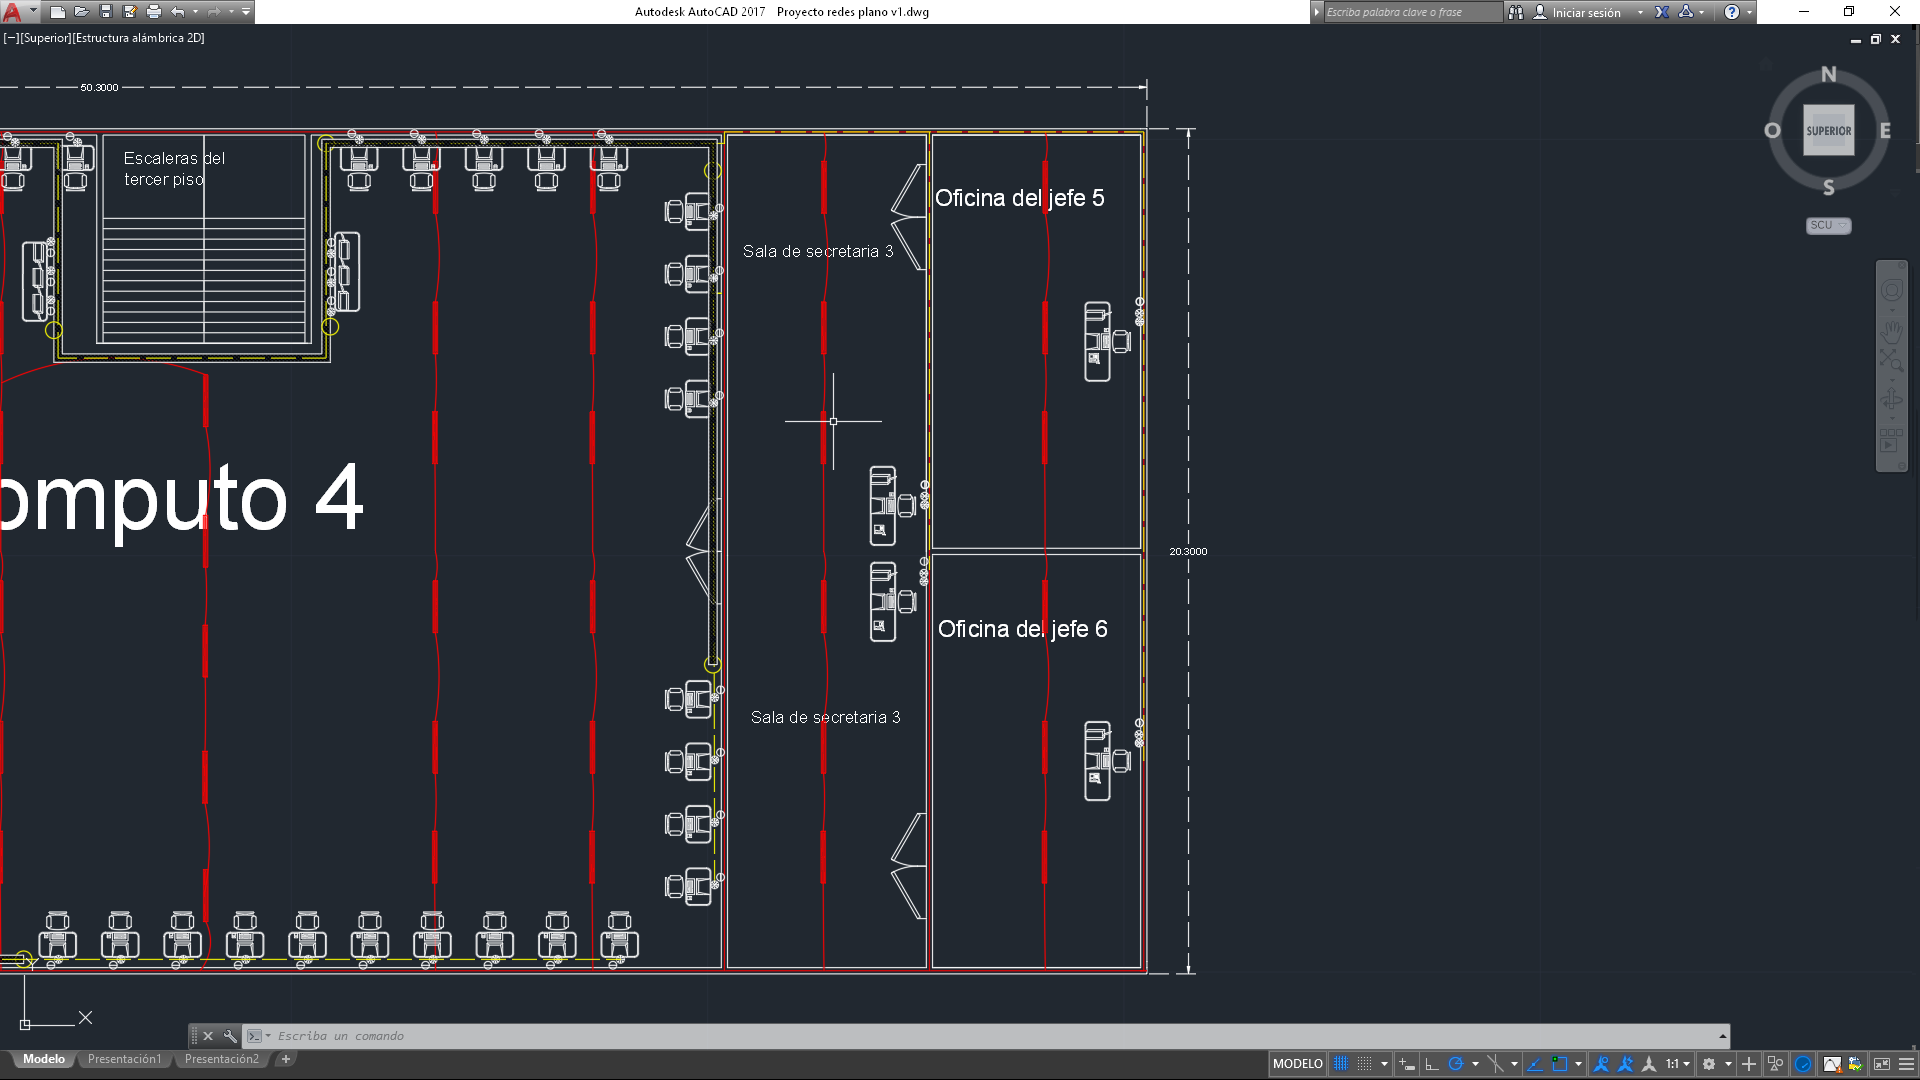 Autodesk AutoCAD 2017 Proyecto redes plano v1.dwg
Escriba palabra clave o frase
Iniciar sesión
[−][Superior][Estructura alámbrica 2D]
50.3000
N
O
SUPERIOR
E
S
SCU
Escaleras del
tercer piso
Oficina del jefe 5
Sala de secretaria 3
omputo 4
20.3000
Oficina del jefe 6
Sala de secretaria 3
Y
X
Escriba un comando
Modelo
Presentación1
Presentación2
+
MODELO
1:1